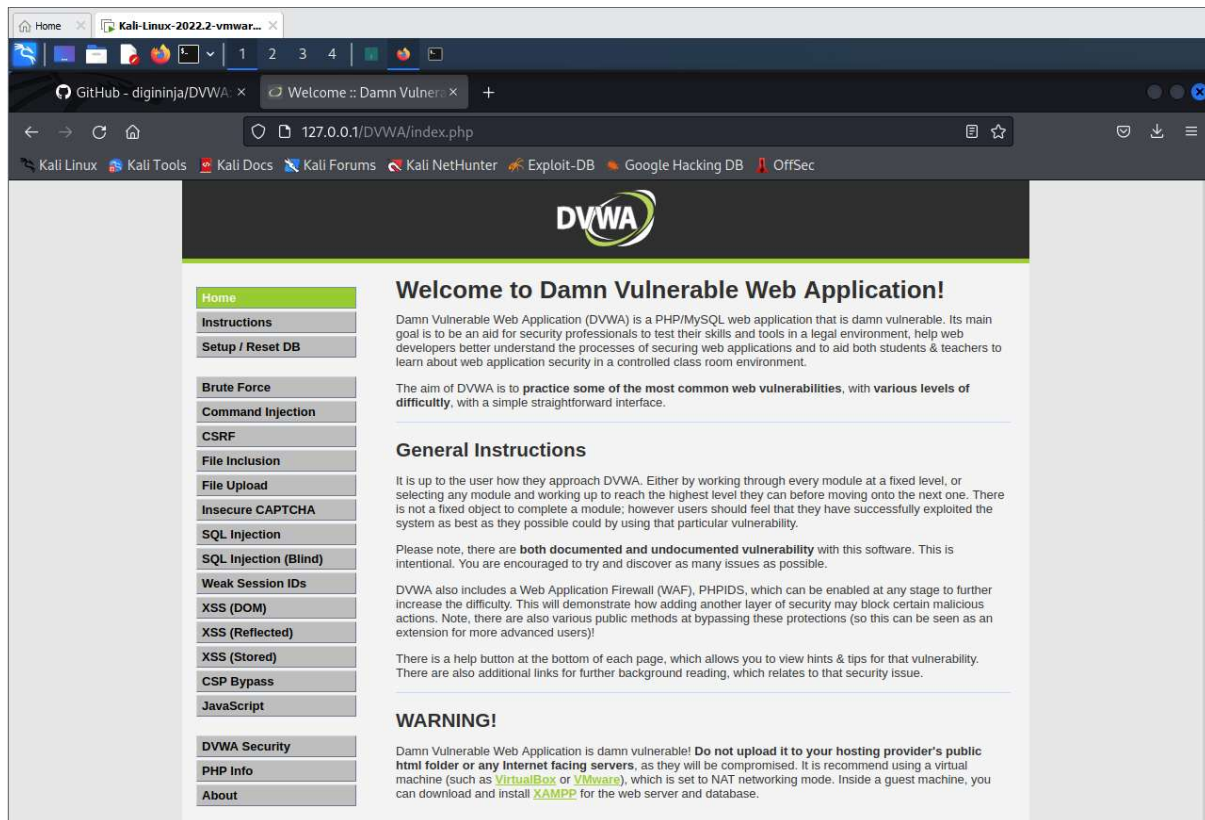 Home
Kali-Linux-2022.2-vmwar...
1 2 3 4
GitHub - digininja/DVWA:
Welcome :: Damn Vulnera
127.0.0.1/DVWA/index.php
Kali Linux Kali Tools Kali Docs Kali Forums Kali NetHunter Exploit-DB Google Hacking DB OffSec
DVWA
Home
Instructions
Setup / Reset DB
Brute Force
Command Injection
CSRF
File Inclusion
File Upload
Insecure CAPTCHA
SQL Injection
SQL Injection (Blind)
Weak Session IDs
XSS (DOM)
XSS (Reflected)
XSS (Stored)
CSP Bypass
JavaScript
DVWA Security
PHP Info
About
Welcome to Damn Vulnerable Web Application!
Damn Vulnerable Web Application (DVWA) is a PHP/MySQL web application that is damn vulnerable. Its main
goal is to be an aid for security professionals to test their skills and tools in a legal environment, help web
developers better understand the processes of securing web applications and to aid both students & teachers to
learn about web application security in a controlled class room environment.
The aim of DVWA is to practice some of the most common web vulnerabilities, with various levels of
difficultly, with a simple straightforward interface.
General Instructions
It is up to the user how they approach DVWA. Either by working through every module at a fixed level, or
selecting any module and working up to reach the highest level they can before moving onto the next one. There
is not a fixed object to complete a module; however users should feel that they have successfully exploited the
system as best as they possible could by using that particular vulnerability.
Please note, there are both documented and undocumented vulnerability with this software. This is
intentional. You are encouraged to try and discover as many issues as possible.
DVWA also includes a Web Application Firewall (WAF), PHPIDS, which can be enabled at any stage to further
increase the difficulty. This will demonstrate how adding another layer of security may block certain malicious
actions. Note, there are also various public methods at bypassing these protections (so this can be seen as an
extension for more advanced users)!
There is a help button at the bottom of each page, which allows you to view hints & tips for that vulnerability.
There are also additional links for further background reading, which relates to that security issue.
WARNING!
Damn Vulnerable Web Application is damn vulnerable! Do not upload it to your hosting provider's public
html folder or any Internet facing servers, as they will be compromised. It is recommend using a virtual
machine (such as VirtualBox or VMware), which is set to NAT networking mode. Inside a guest machine, you
can download and install XAMPP for the web server and database.